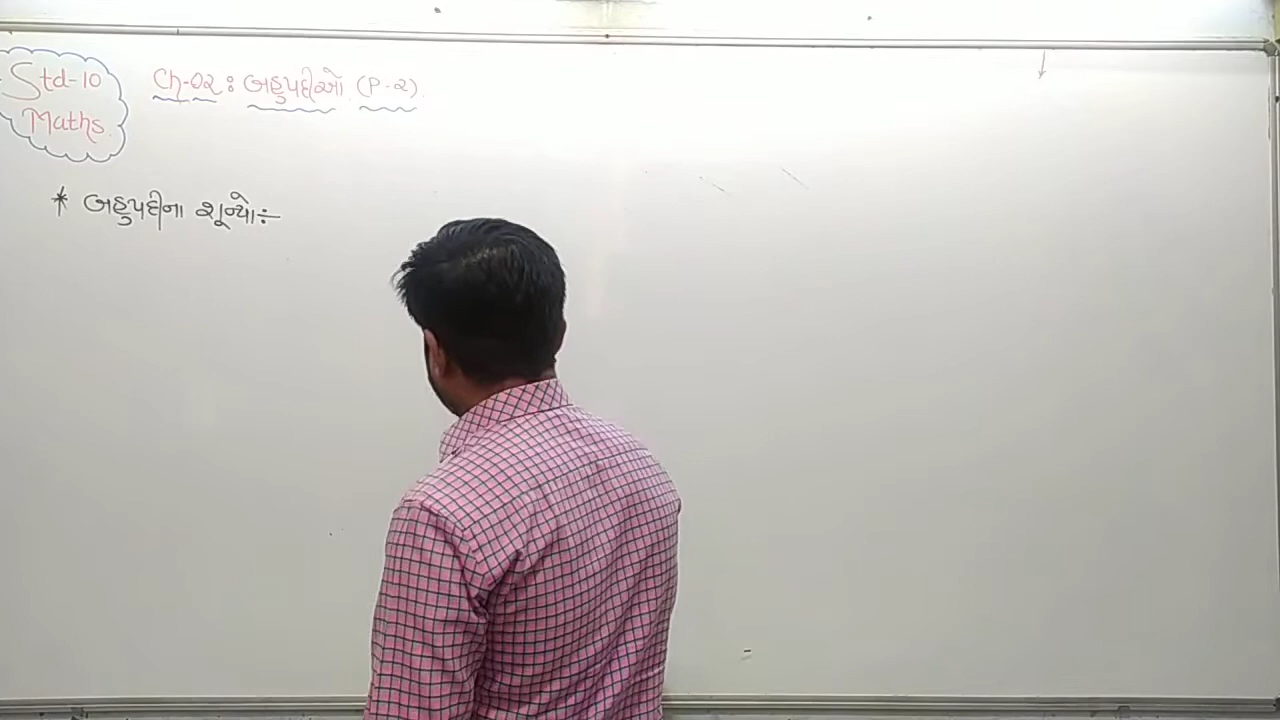 Std-10
Maths.
Ch-02 : બહુપદીઓ (P-2)
* બહુપદીના શૂન્યો:-